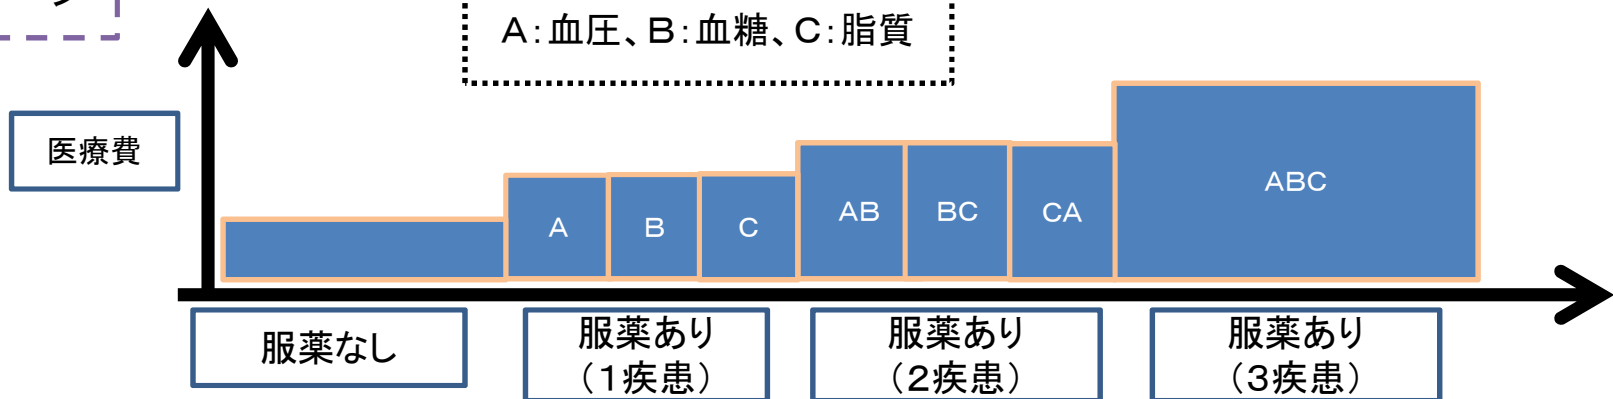 A：血圧、B：血糖、C：脂質
医療費
A
B
C
AB
BC
CA
ABC
服薬なし
服薬あり
（1疾患）
服薬あり
（2疾患）
服薬あり
（3疾患）